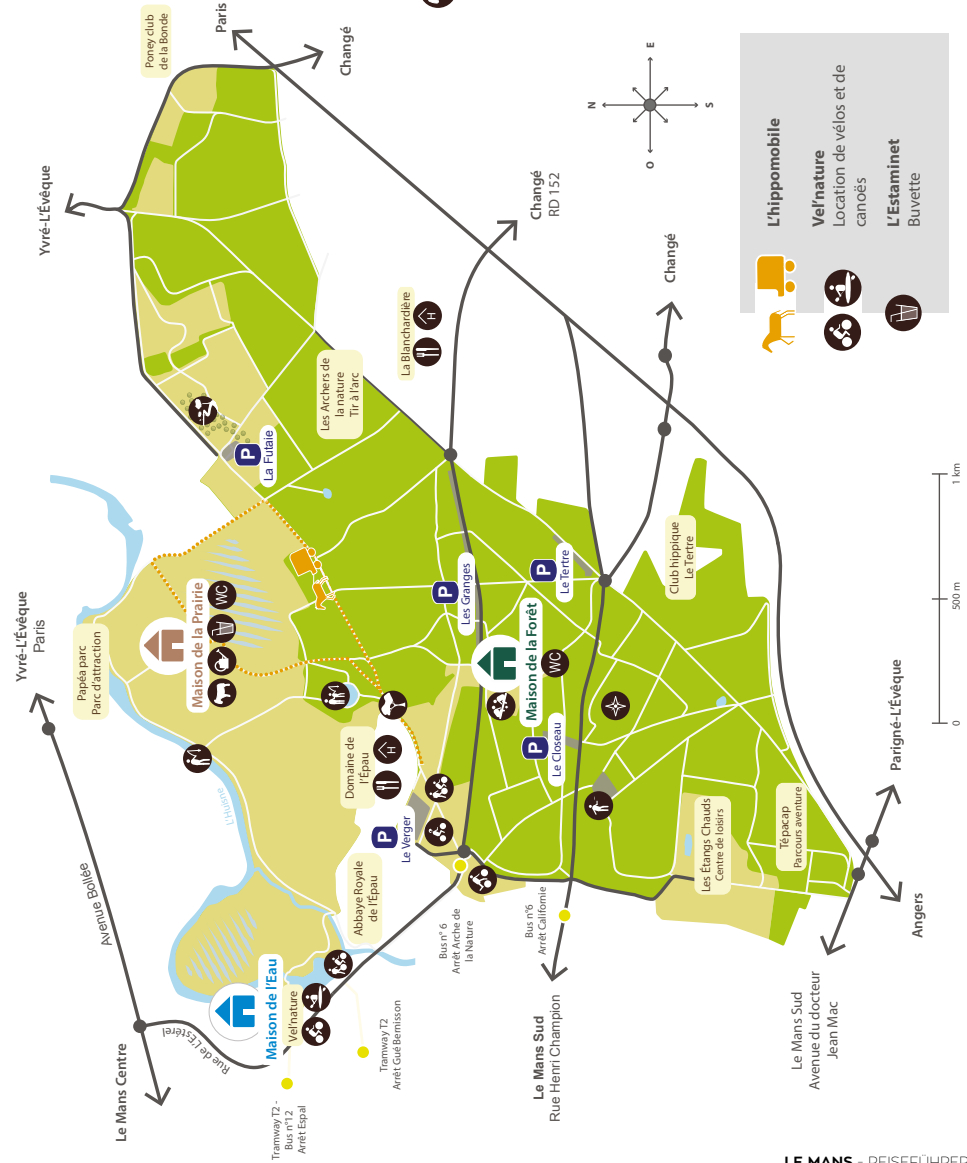 Yvré-L'Évêque
Paris
Avenue Bollée
Le Mans Centre
Rue de L'Estérel
Papéa parc
Parc d'attraction
L'Huisne
Maison de l'Eau
Vel'nature
Tramway T2 -
Bus n°12
Arrêt Espal
Tramway T2
Arrêt Gué Bernisson
Maison de la Prairie
WC
Abbaye Royale
de l'Épau
P
Le Verger
Domaine de
l'Épau
H
Bus n° 6
Arrêt Arche de
la Nature
Bus n°6
Arrêt Californie
Le Mans Sud
Rue Henri Champion
Yvré-L'Évêque
Poney club
de la Bonde
Paris
Changé
P
La Futaie
Les Archers de
la nature
Tir à l'arc
La Blanchardière
H
Changé
RD 152
P
Les Granges
P
Le Tertre
Maison de la Forêt
WC
P
Le Closeau
Changé
Club hippique
Le Tertre
Les Étangs Chauds
Centre de loisirs
Tépacap
Parcours aventure
Le Mans Sud
Avenue du docteur
Jean Mac
Angers
Parigné-L'Évêque
N
E
S
O
0
500 m
1 km
L'hippomobile
Vel'nature
Location de vélos et de
canoës
L'Estaminet
Buvette
LE MANS - REISEFÜHRER